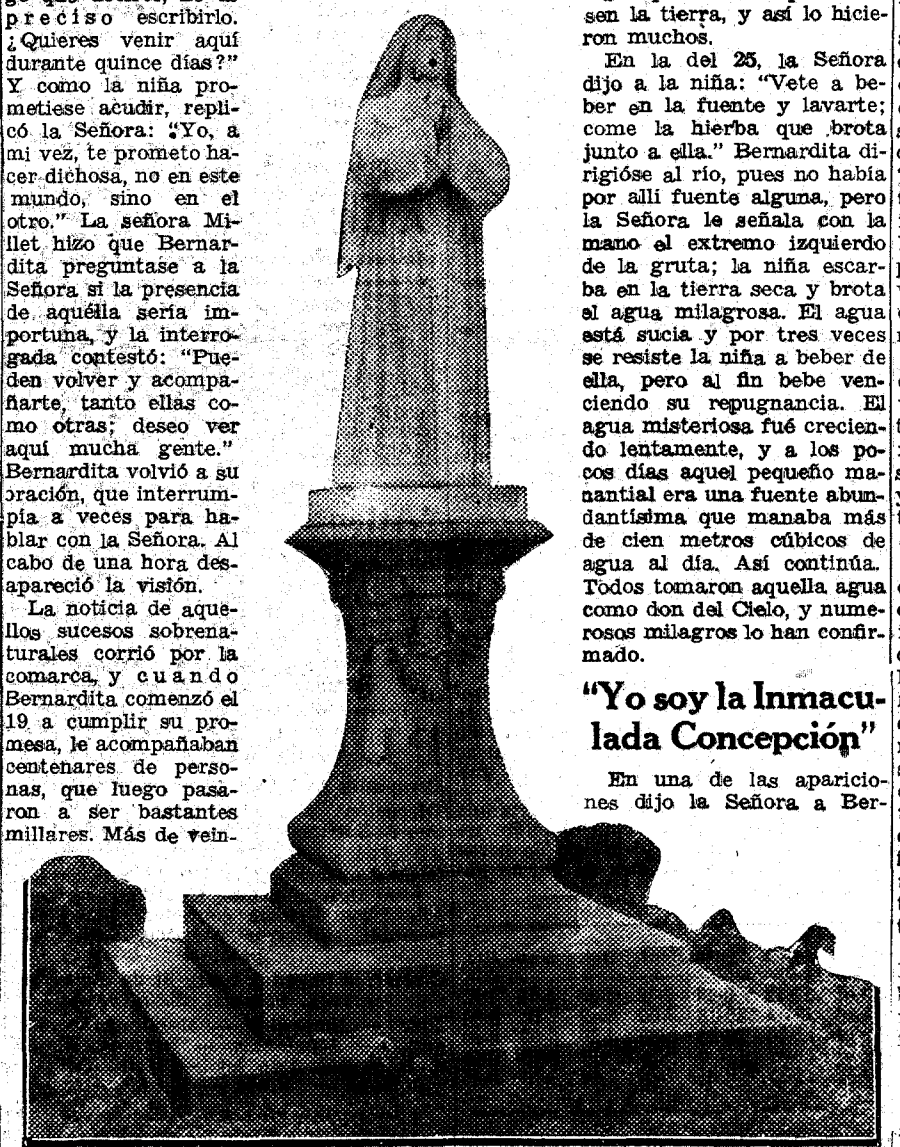 preciso escribirlo.
¿Quieres venir aquí
durante quince días?"
Y como la niña pro-
metiese acudir, repli-
có la Señora: "Yo, a
mi vez, te prometo ha-
cer dichosa, no en este
mundo, sino en el
otro." La señora Mi-
llet hizo que Bernar-
dita preguntase a la
Señora si la presencia
de aquélla sería im-
portuna, y la interro-
gada contestó: "Pue-
den volver y acompa-
ñarte, tanto ellas co-
mo otras; deseo ver
aquí mucha gente."
Bernardita volvió a su
oración, que interrum-
pía a veces para ha-
blar con la Señora. Al
cabo de una hora des-
apareció la visión.
La noticia de aque-
llos sucesos sobrena-
turales corrió por la
comarca, y cuando
Bernardita comenzó el
19 a cumplir su pro-
mesa, le acompañaban
centenares de perso-
nas, que luego pasa-
ron a ser bastantes
millares. Más de vein-
sen la tierra, y así lo hicie-
ron muchos.
En la del 25, la Señora
dijo a la niña: "Vete a be-
ber en la fuente y lavarte;
come la hierba que brota
junto a ella." Bernardita di-
rigióse al río, pues no había
por allí fuente alguna, pero
la Señora le señala con la
mano el extremo izquierdo
de la gruta; la niña escar-
ba en la tierra seca y brota
el agua milagrosa. El agua
está sucia y por tres veces
se resiste la niña a beber de
ella, pero al fin bebe ven-
ciendo su repugnancia. El
agua misteriosa fué crecien-
do lentamente, y a los po-
cos días aquel pequeño ma-
nantial era una fuente abun-
dantísima que manaba más
de cien metros cúbicos de
agua al día. Así continúa.
Todos tomaron aquella agua
como don del Cielo, y nume-
rosos milagros lo han confir-
mado.
"Yo soy la Inmacu-
lada Concepción"
En una de las aparicio-
nes dijo la Señora a Ber-